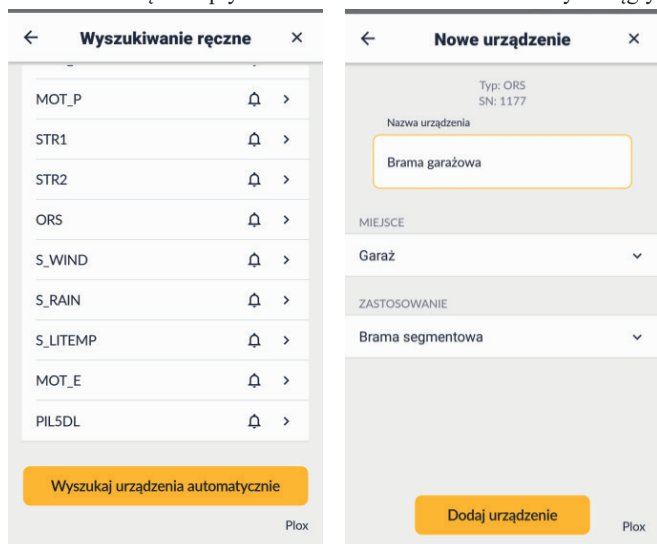 Wyszukiwanie ręczne
MOT_P
STR1
STR2
ORS
S_WIND
S_RAIN
S_LITEMP
MOT_E
PIL5DL
Wyszukaj urządzenia automatycznie
Plox
Nowe urządzenie
Typ: ORS
SN: 1177
Nazwa urządzenia
Brama garażowa
MIEJSCE
Garaż
ZASTOSOWANIE
Brama segmentowa
Dodaj urządzenie
Plox